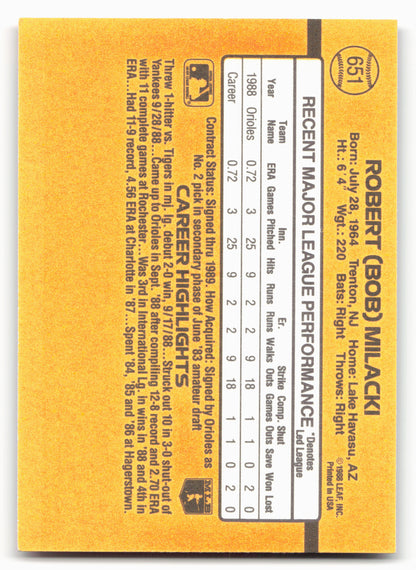 651
ROBERT (BOB) MILACKI
Born: July 28, 1964 Trenton, NJ Home: Lake Havasu, AZ
Ht.: 6' 4" Wgt.: 220 Bats: Right Throws: Right
©1988 LEAF, INC.
Printed in USA
RECENT MAJOR LEAGUE PERFORMANCE *Denotes Led League
Team Inn. Er. Strike Comp. Shut
Year Name ERA Games Pitched Hits Runs Runs Walks Outs Games Outs Save Won Lost
1988 Orioles 0.72 3 25 9 2 2 9 18 1 1 0 2 0
Career 0.72 3 25 9 2 2 9 18 1 1 0 2 0
Contract Status: Signed thru 1989. How Acquired: Signed by Orioles as
No. 2 pick in secondary phase of June '83 amateur draft
CAREER HIGHLIGHTS
Threw 1-hitter vs. Tigers in mj. lg. debut, 2-0 win, 9/17/88...Struck out 10 in 3-0 shut-out of
Yankees 9/28/88...Came up to Orioles in Sept. '88 after compiling 12-8 record and 2.70 ERA
with 11 complete games at Rochester...Was 3rd in International Lg. in wins in '88 and 4th in
ERA...Had 11-9 record, 4.56 ERA at Charlotte in '87...Spent '84, '85 and '86 at Hagerstown.